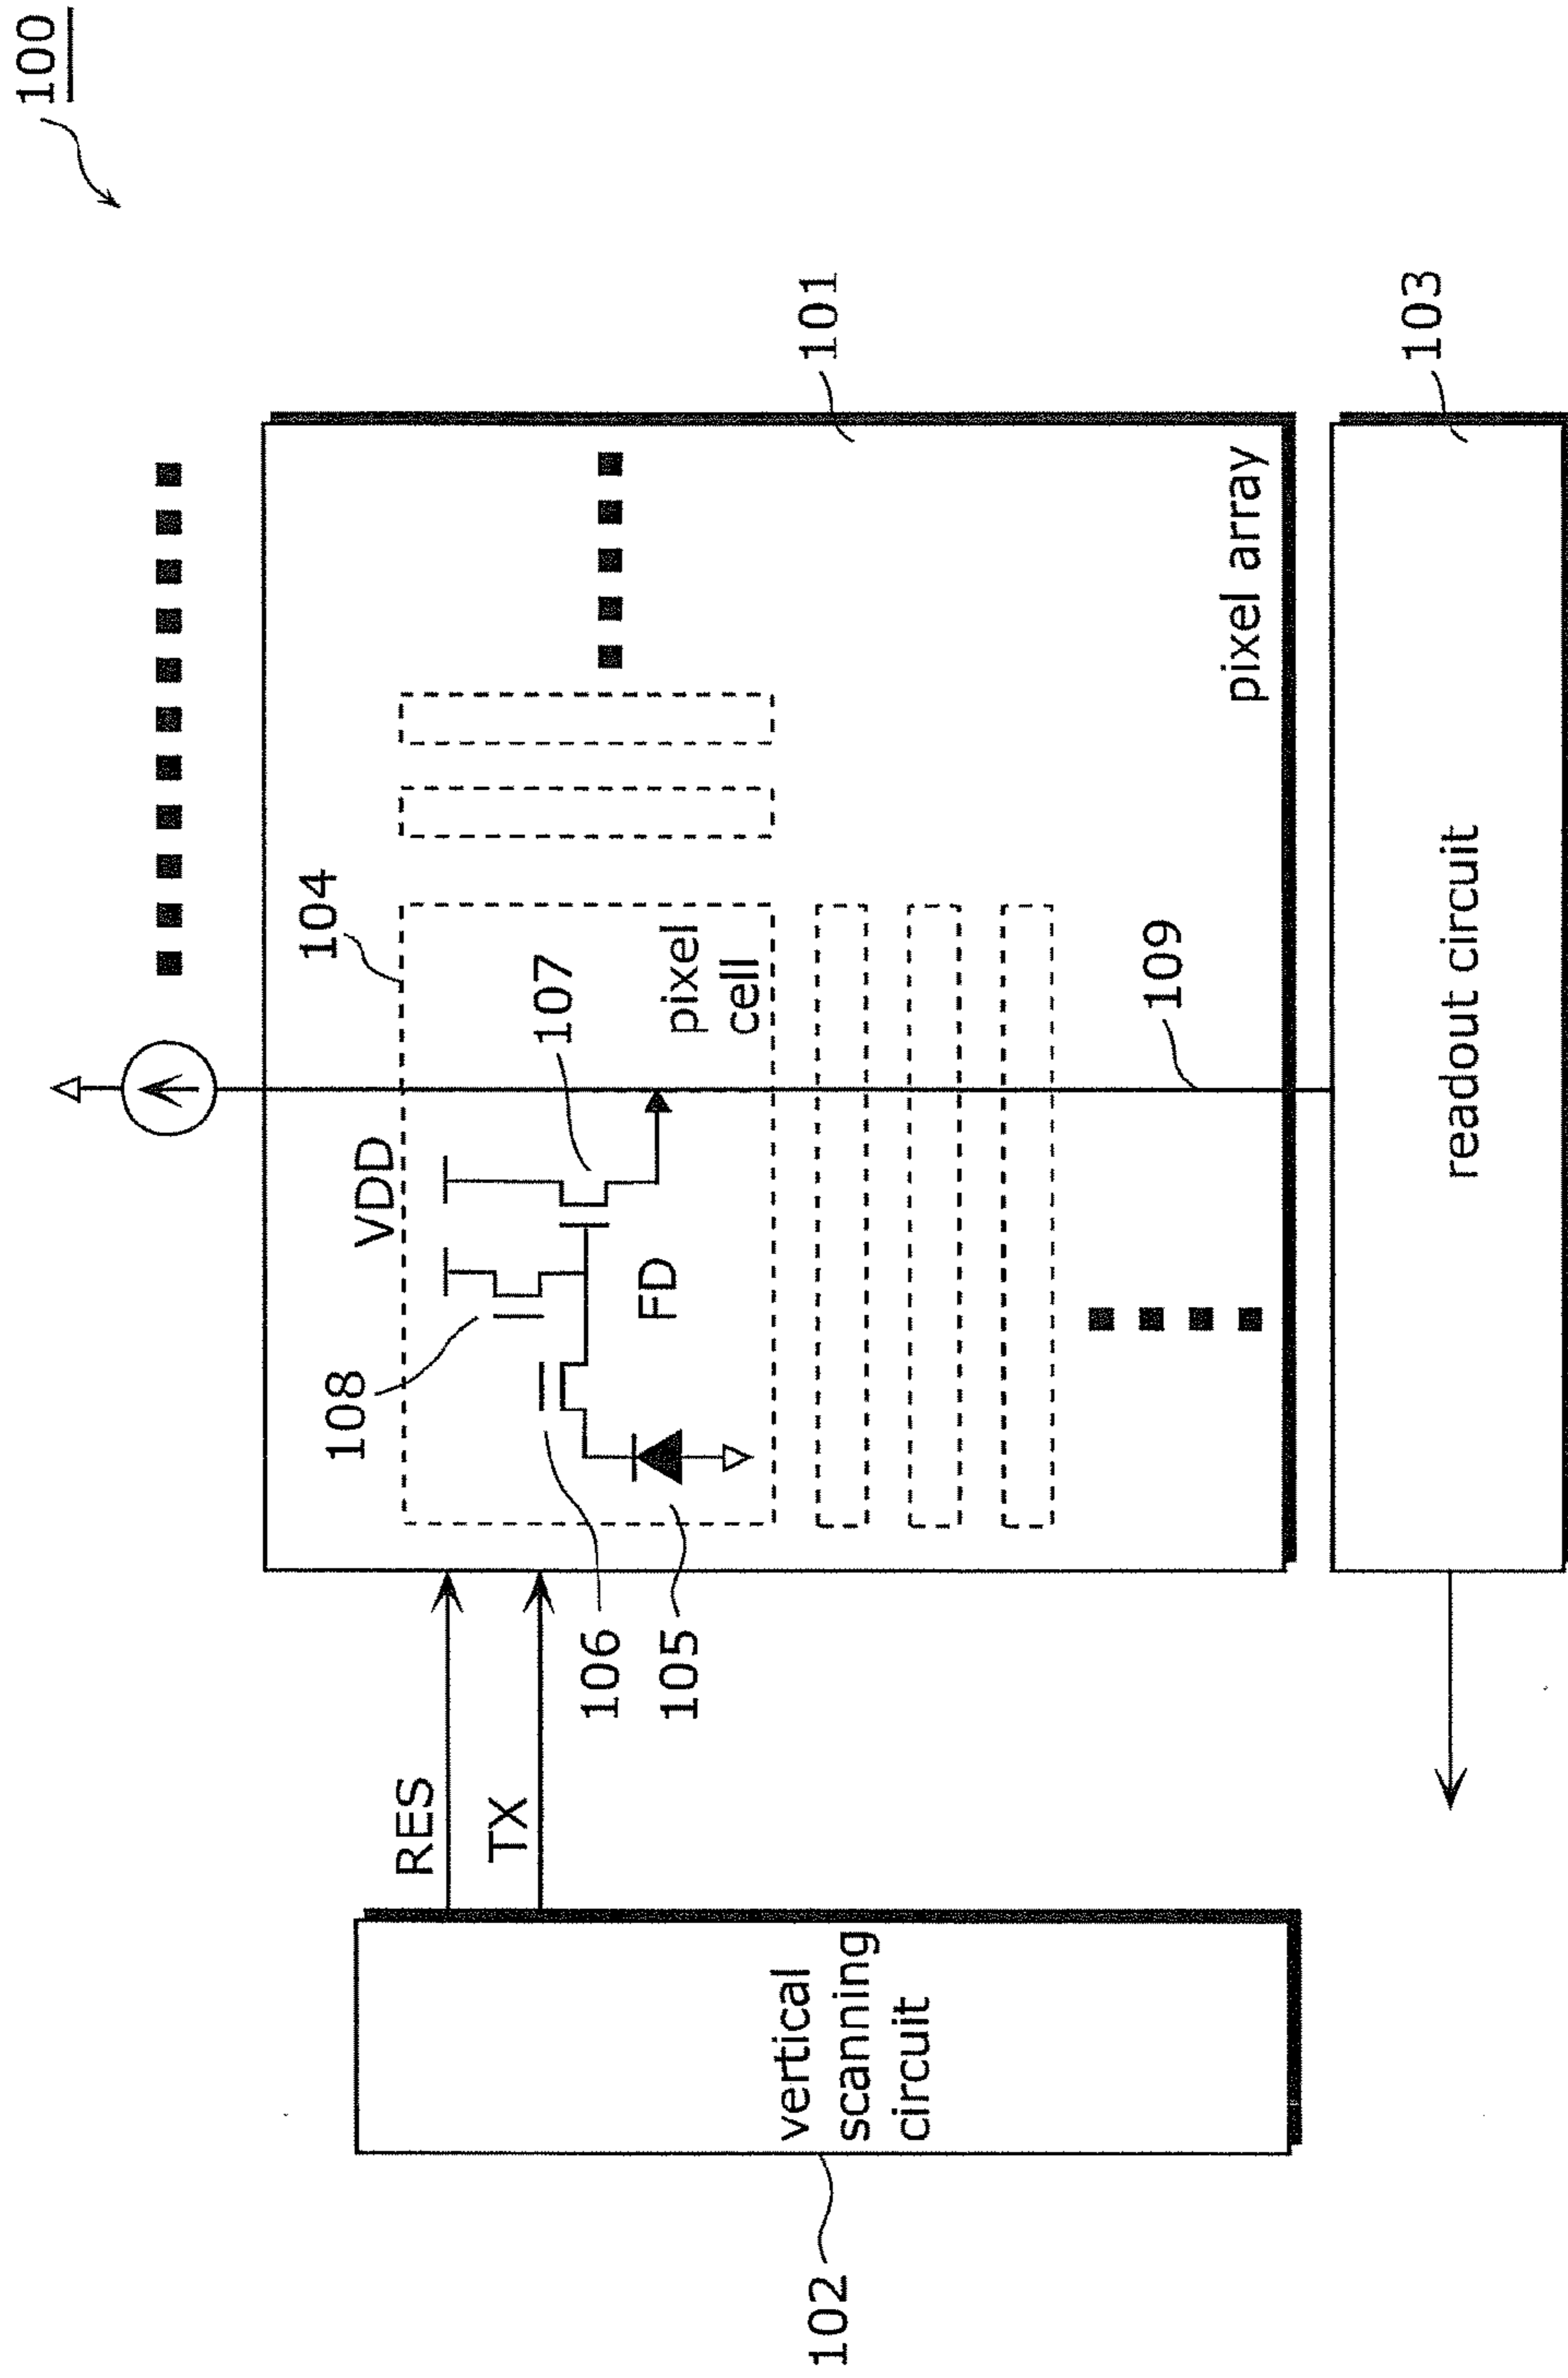 100
104
VDD
108
107
FD
pixel
cell
106
105
101
RES
TX
109
pixel array
vertical
scanning
circuit
102
readout circuit
103